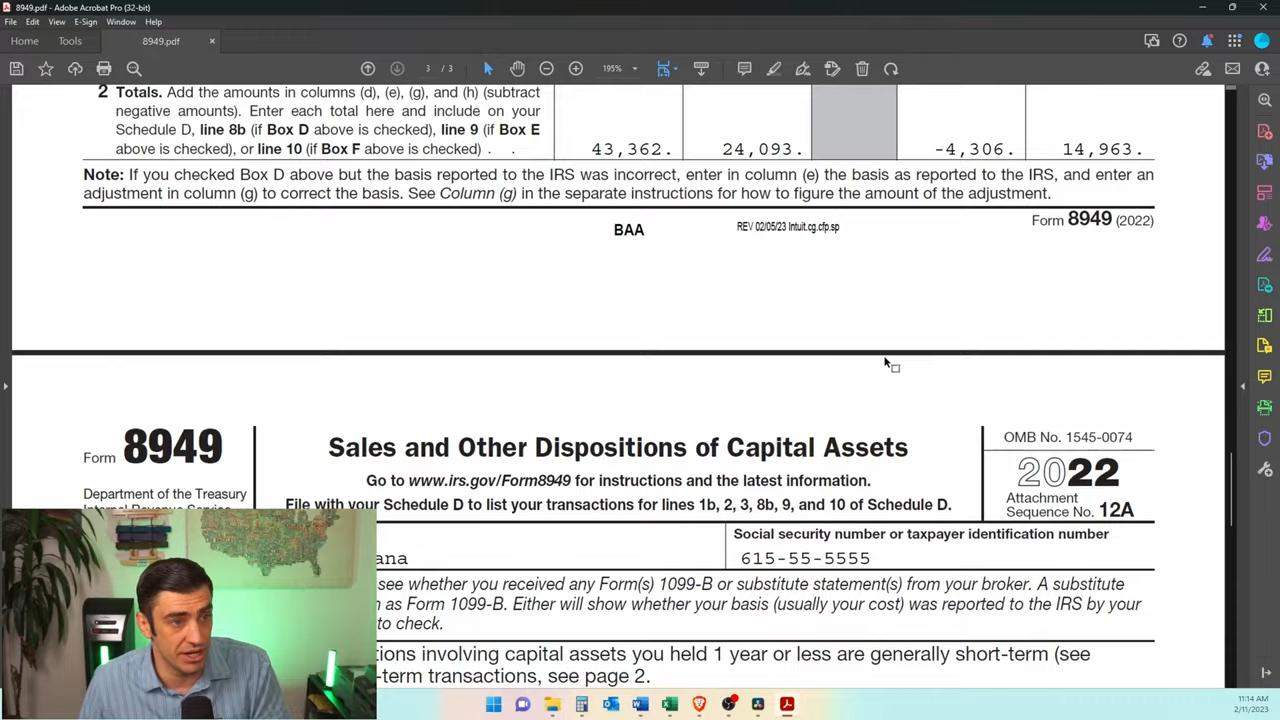 8949.pdf - Adobe Acrobat Pro (32-bit)
File Edit View E-Sign Window Help
Home Tools 8949.pdf
3 / 3 195%
2 Totals. Add the amounts in columns (d), (e), (g), and (h) (subtract
negative amounts). Enter each total here and include on your
Schedule D, line 8b (if Box D above is checked), line 9 (if Box E
above is checked), or line 10 (if Box F above is checked) . . 43,362. 24,093. -4,306. 14,963.
Note: If you checked Box D above but the basis reported to the IRS was incorrect, enter in column (e) the basis as reported to the IRS, and enter an
adjustment in column (g) to correct the basis. See Column (g) in the separate instructions for how to figure the amount of the adjustment.
BAA REV 02/05/23 Intuit.cg.cfp.sp Form 8949 (2022)
Form 8949 Sales and Other Dispositions of Capital Assets OMB No. 1545-0074
Go to www.irs.gov/Form8949 for instructions and the latest information. 2022
Department of the Treasury
File with your Schedule D to list your transactions for lines 1b, 2, 3, 8b, 9, and 10 of Schedule D. Attachment
Sequence No. 12A
Social security number or taxpayer identification number
ana 615-55-5555
see whether you received any Form(s) 1099-B or substitute statement(s) from your broker. A substitute
as Form 1099-B. Either will show whether your basis (usually your cost) was reported to the IRS by your
to check.
tions involving capital assets you held 1 year or less are generally short-term (see
-term transactions, see page 2.
11:14 AM
2/11/2023